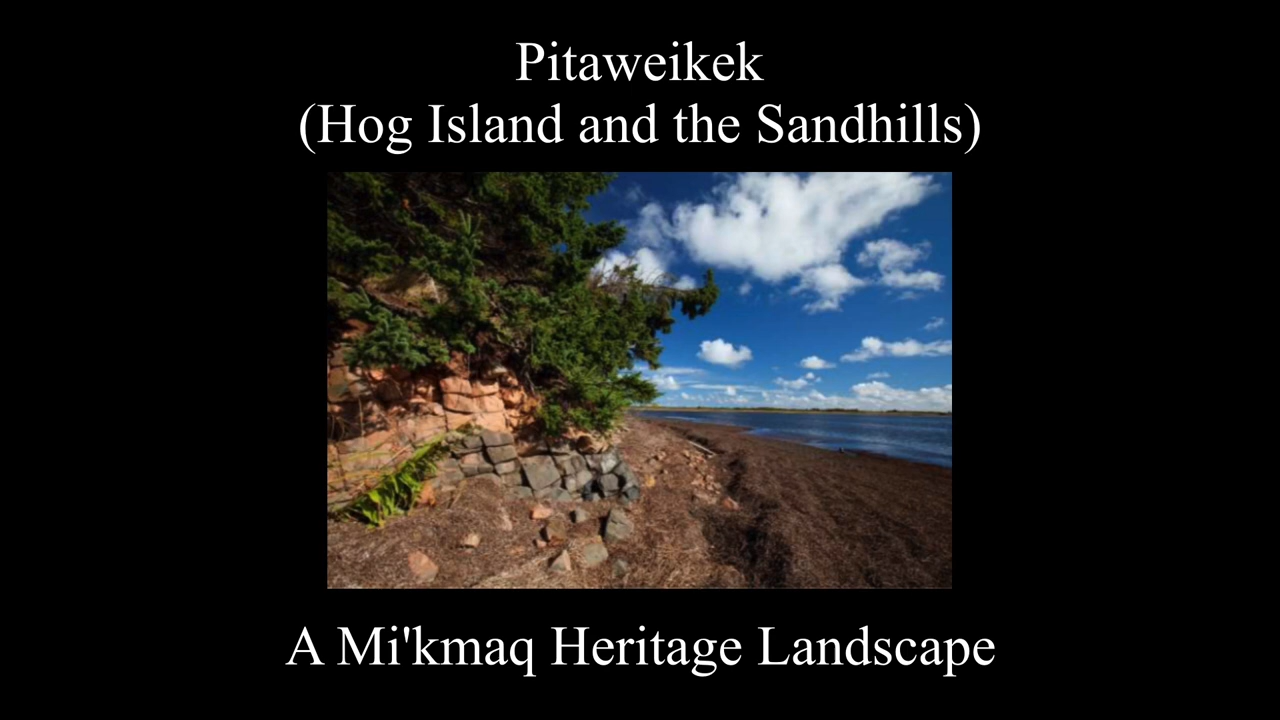 Pitaweikek
(Hog Island and the Sandhills)
A Mi'kmaq Heritage Landscape